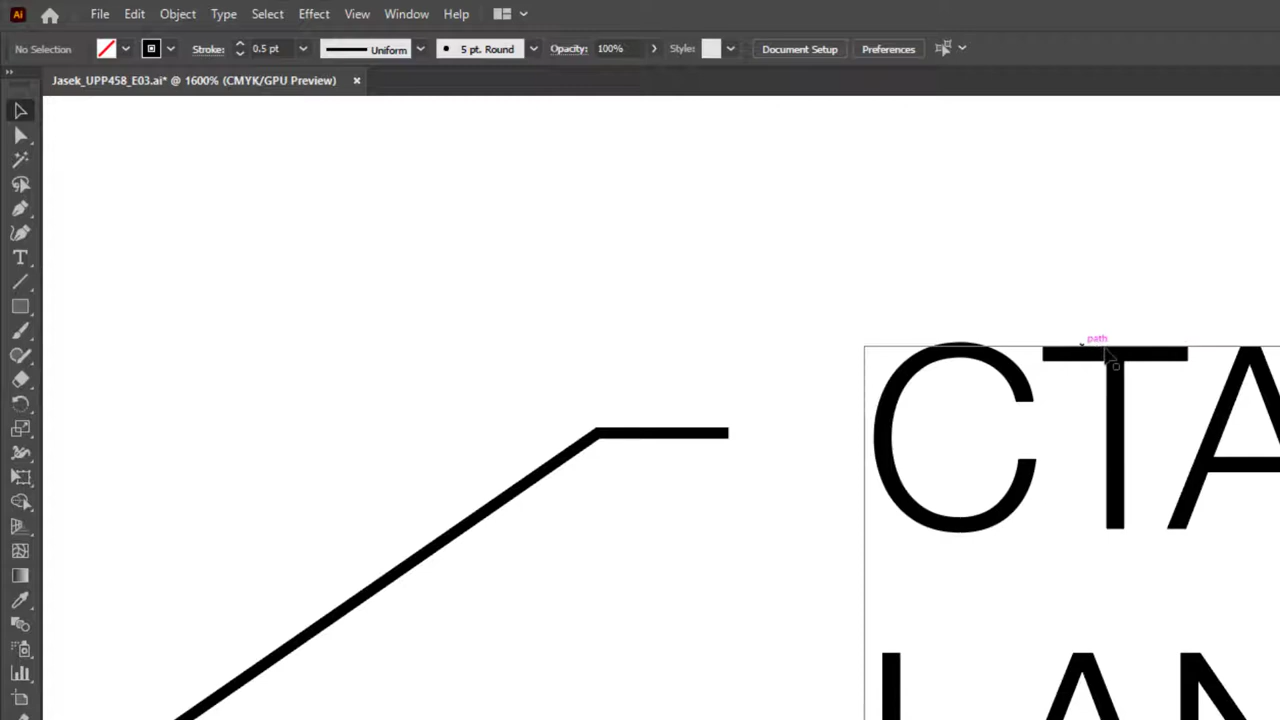 Ai File Edit Object Type Select Effect View Window Help
No Selection Stroke: 0.5 pt Uniform 5 pt. Round Opacity: 100% Style: Document Setup Preferences
Jasek_UPP458_E03.ai* @ 1600% (CMYK/GPU Preview) ×
path
CTA
LAN